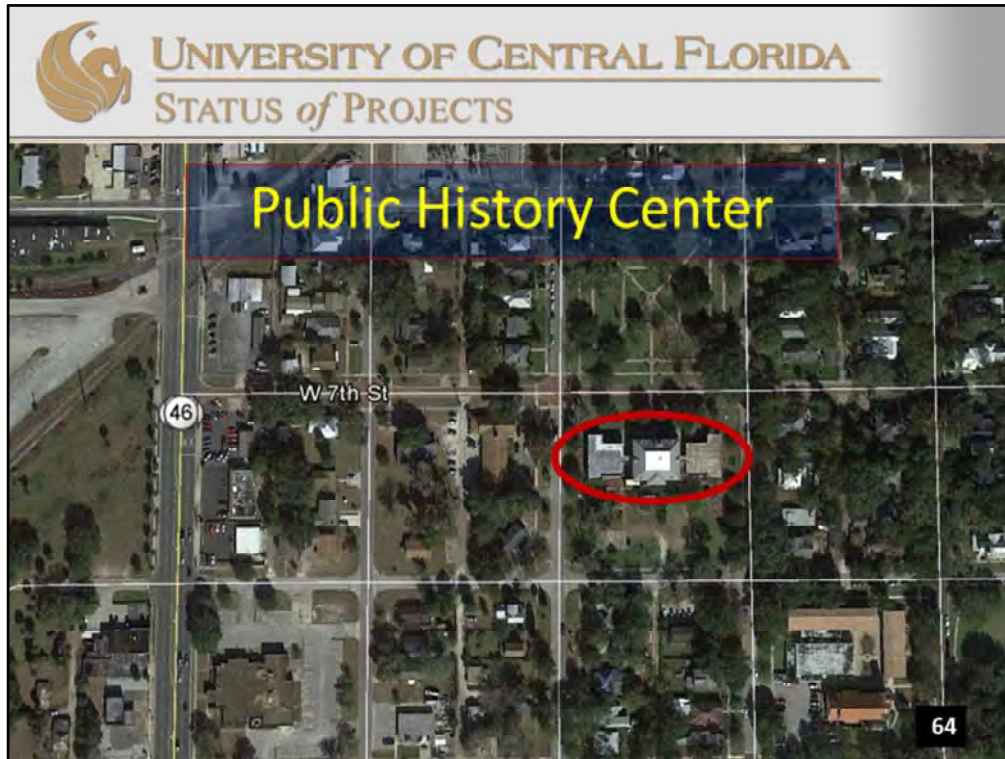 UNIVERSITY OF CENTRAL FLORIDA
STATUS of PROJECTS
Public History Center
W 7th St
46
64